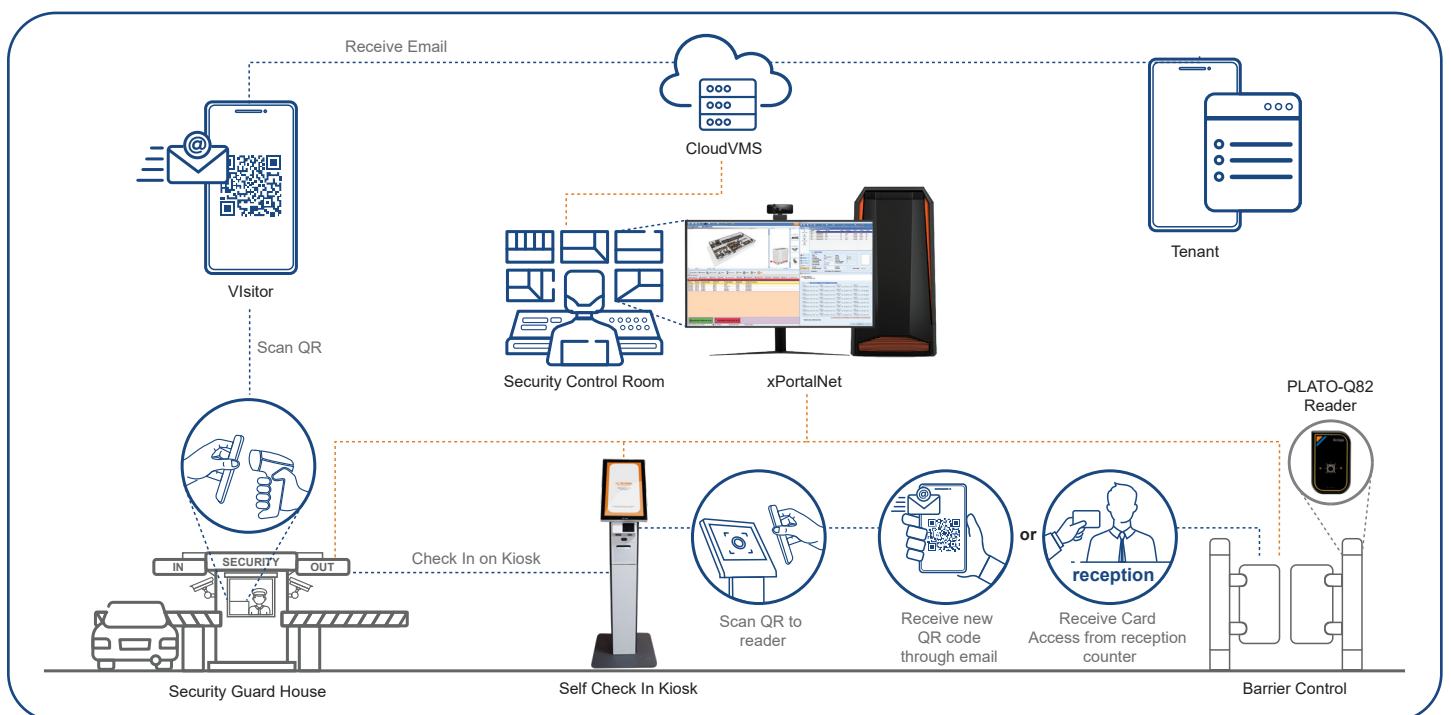 Receive Email
CloudVMS
VIsitor
Tenant
Scan QR
Security Control Room
xPortalNet
PLATO-Q82
Reader
IN
SECURITY
OUT
Check In on Kiosk
or
reception
Scan QR to
reader
Receive new
QR code
through email
Receive Card
Access from reception
counter
Security Guard House
Self Check In Kiosk
Barrier Control